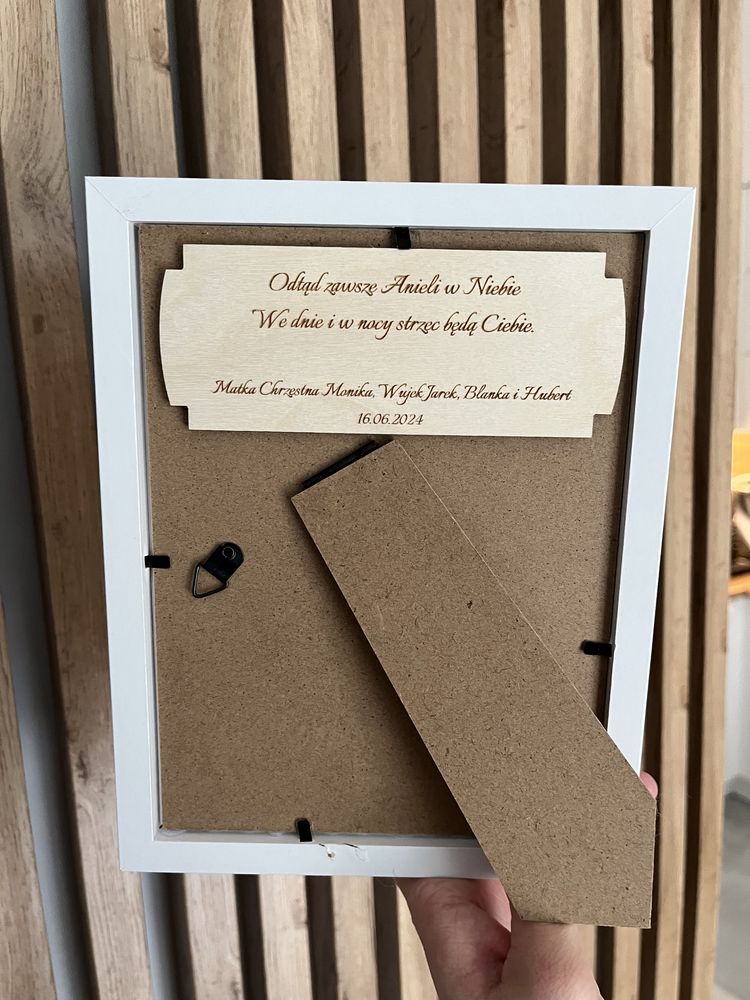 Odtąd zawsze Anieli w Niebie
We dnie i w nocy strzec będą Ciebie.
Matka Chrzestna Monika, Wujek Jarek, Blanka i Hubert
16.06.2024